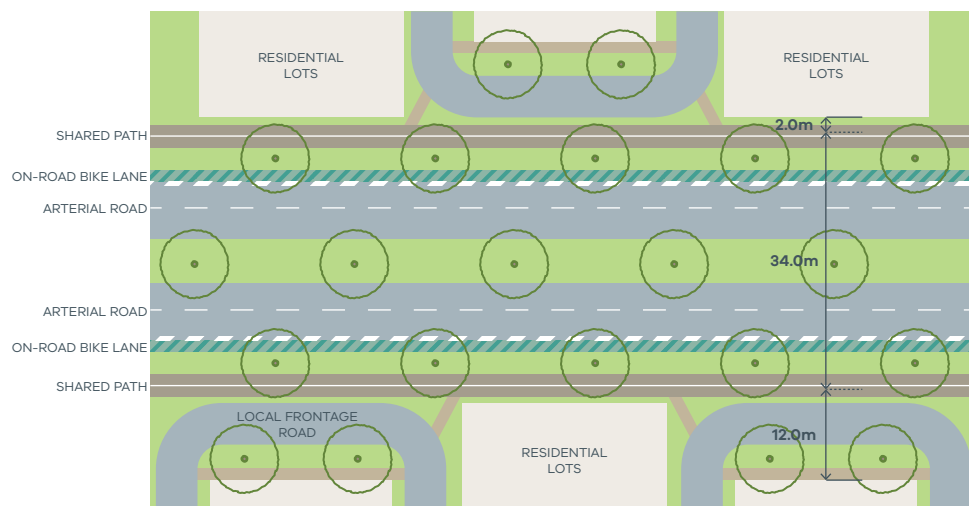 RESIDENTIAL
LOTS
RESIDENTIAL
LOTS
SHARED PATH
2.0m
ON-ROAD BIKE LANE
ARTERIAL ROAD
34.0m
ARTERIAL ROAD
ON-ROAD BIKE LANE
SHARED PATH
LOCAL FRONTAGE
ROAD
12.0m
RESIDENTIAL
LOTS